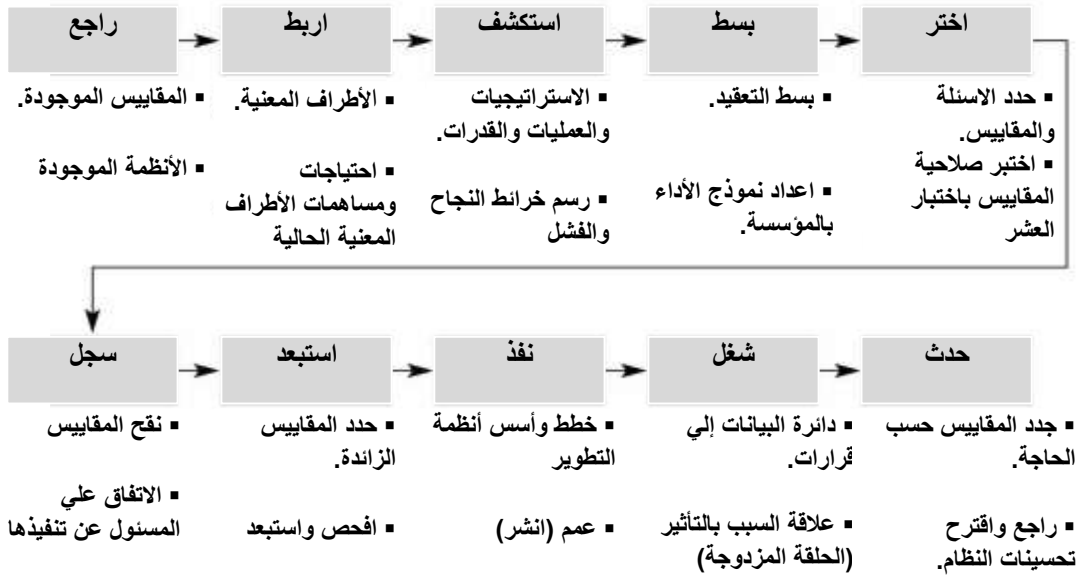 راجع
▪ المقاييس الموجودة.
▪ الأنظمة الموجودة
اربط
▪ الأطراف المعنية.
▪ احتياجات
ومساهمات الأطراف
المعنية الحالية
استكشف
▪ الاستراتيجيات
والعمليات والقدرات.
▪ رسم خرائط النجاح
والفشل
بسط
▪ بسط التعقيد.
▪ اعداد نموذج الأداء
بالمؤسسة.
اختر
▪ حدد الاسئلة
والمقاييس.
▪ اختبر صلاحية
المقاييس باختبار
العشر
سجل
▪ نقح المقاييس
▪ الاتفاق علي
المسئول عن تنفيذها
استبعد
▪ حدد المقاييس
الزائدة.
▪ افحص واستبعد
نفذ
▪ خطط وأسس أنظمة
التطوير
▪ عمم (انشر)
شغل
▪ دائرة البيانات إلي
قرارات.
▪ علاقة السبب بالتأثير
(الحلقة المزدوجة)
حدث
▪ جدد المقاييس حسب
الحاجة.
▪ راجع واقترح
تحسينات النظام.